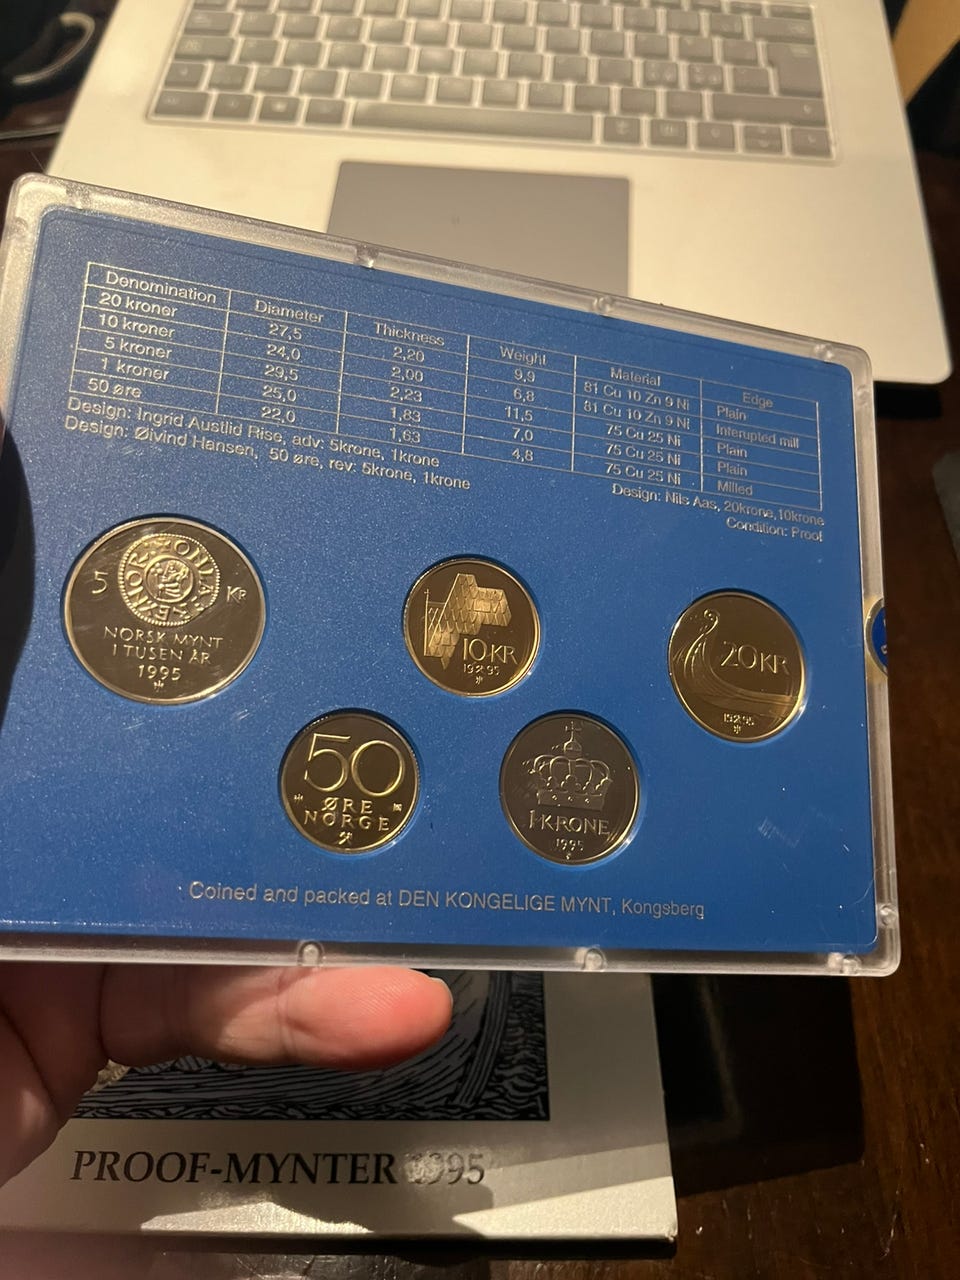 Denomination Diameter Thickness Weight Material Edge
20 kroner 27,5 2,20 9,9 81 Cu 10 Zn 9 Ni Plain
10 kroner 24,0 2,00 6,8 81 Cu 10 Zn 9 Ni Interupted mill
5 kroner 29,5 2,23 11,5 75 Cu 25 Ni Plain
1 kroner 25,0 1,83 7,0 75 Cu 25 Ni Plain
50 øre 22,0 1,63 4,8 75 Cu 25 Ni Milled
Design: Ingrid Austlid Rise, adv: 5krone, 1krone
Design: Øivind Hansen, 50 øre, rev: 5krone, 1krone
Design: Nils Aas, 20krone,10krone
Condition: Proof
5 KR
NORSK MYNT
I TUSEN ÅR
1995
10 KR
1995
20 KR
1995
50
ØRE
NORGE
1 KRONE
1995
Coined and packed at DEN KONGELIGE MYNT, Kongsberg
PROOF-MYNTER 1995